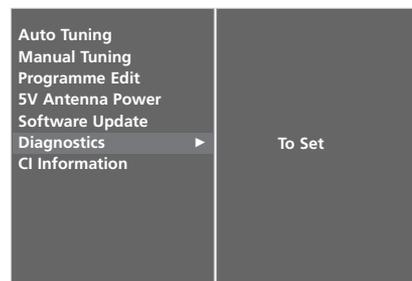 Auto Tuning
Manual Tuning
Programme Edit
5V Antenna Power
Software Update
Diagnostics ►
To Set
CI Information